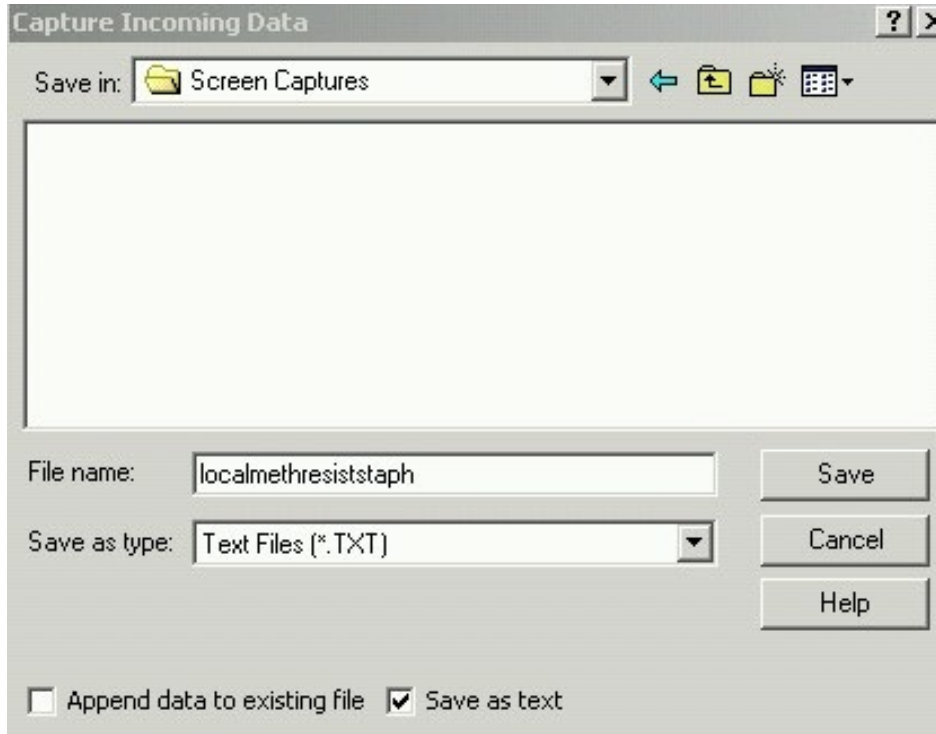 Capture Incoming Data
?
Save in: Screen Captures
File name: localmethresiststaph Save
Save as type: Text Files (*.TXT) Cancel
Help
Append data to existing file Save as text